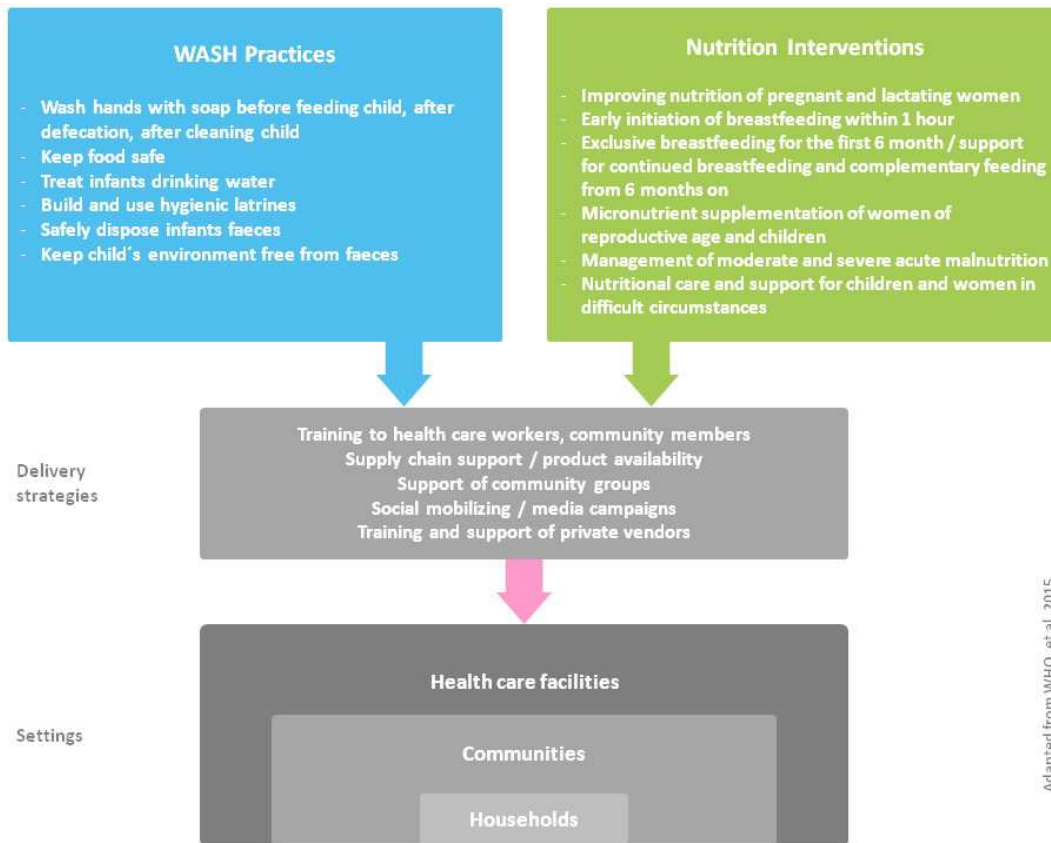 WASH Practices
- Wash hands with soap before feeding child, after
defecation, after cleaning child
- Keep food safe
- Treat infants drinking water
- Build and use hygienic latrines
- Safely dispose infants faeces
- Keep child´s environment free from faeces
Nutrition Interventions
- Improving nutrition of pregnant and lactating women
- Early initiation of breastfeeding within 1 hour
- Exclusive breastfeeding for the first 6 month / support
for continued breastfeeding and complementary feeding
from 6 months on
- Micronutrient supplementation of women of
reproductive age and children
- Management of moderate and severe acute malnutrition
- Nutritional care and support for children and women in
difficult circumstances
Delivery
strategies
Training to health care workers, community members
Supply chain support / product availability
Support of community groups
Social mobilizing / media campaigns
Training and support of private vendors
Settings
Health care facilities
Communities
Households
Adapted from WHO, et al. 2015